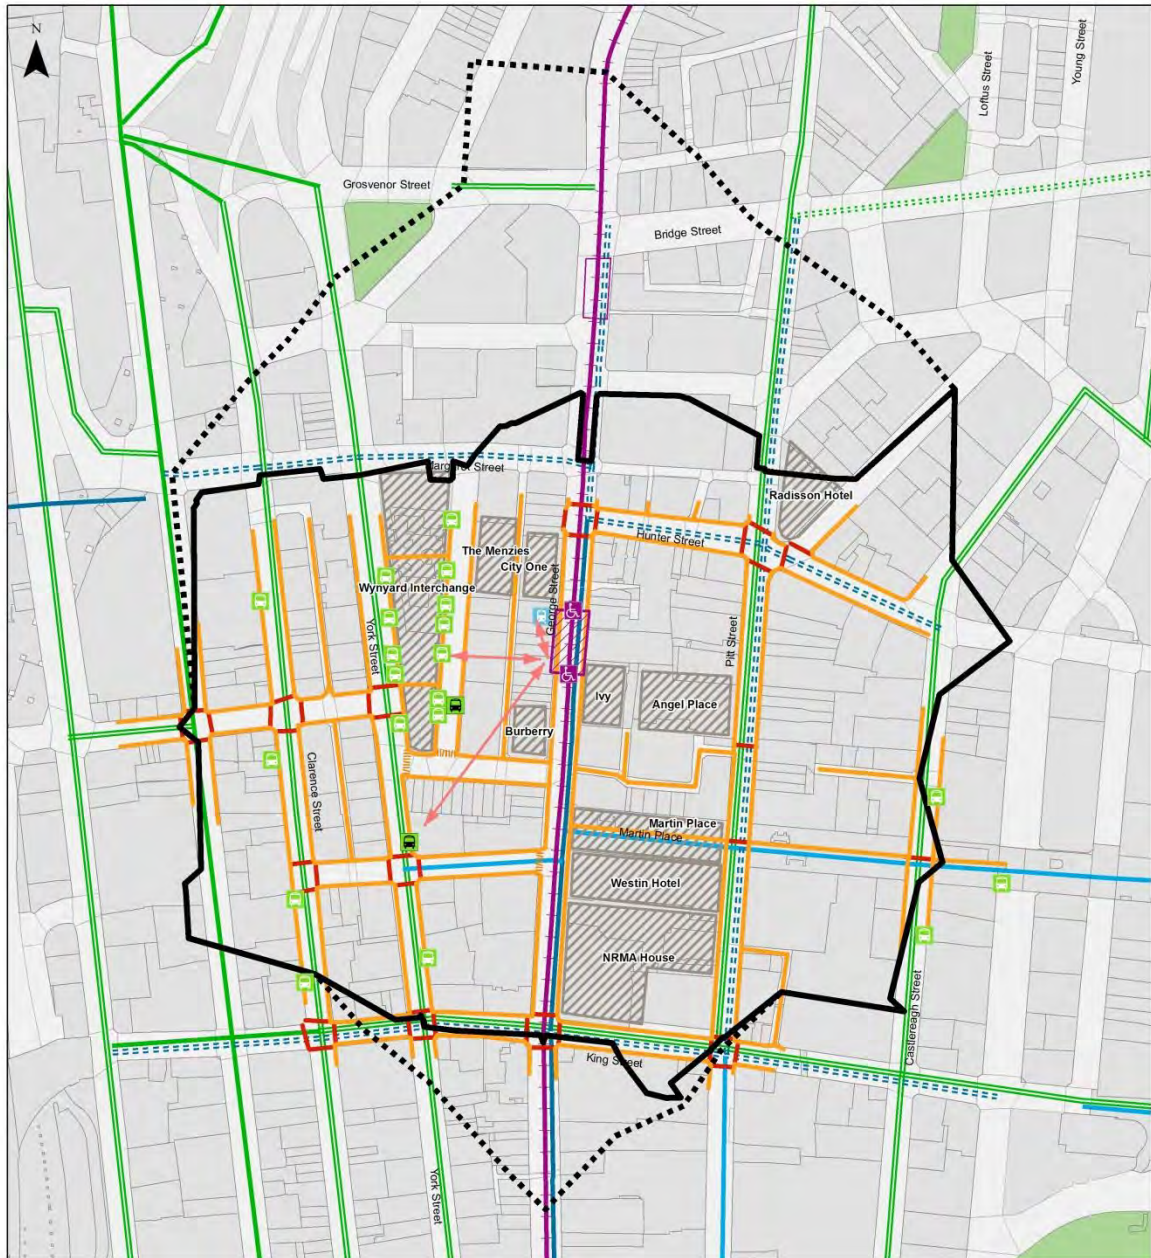 N
Young Street
Loftus Street
Grosvenor Street
Bridge Street
Margaret Street
Radisson Hotel
Hunter Street
The Menzies
City One
Wynyard Interchange
George Street
York Street
Pitt Street
Ivy
Angel Place
Burberry
Clarence Street
Martin Place
Martin Place
Westin Hotel
NRMA House
Castlereagh Street
King Street
York Street